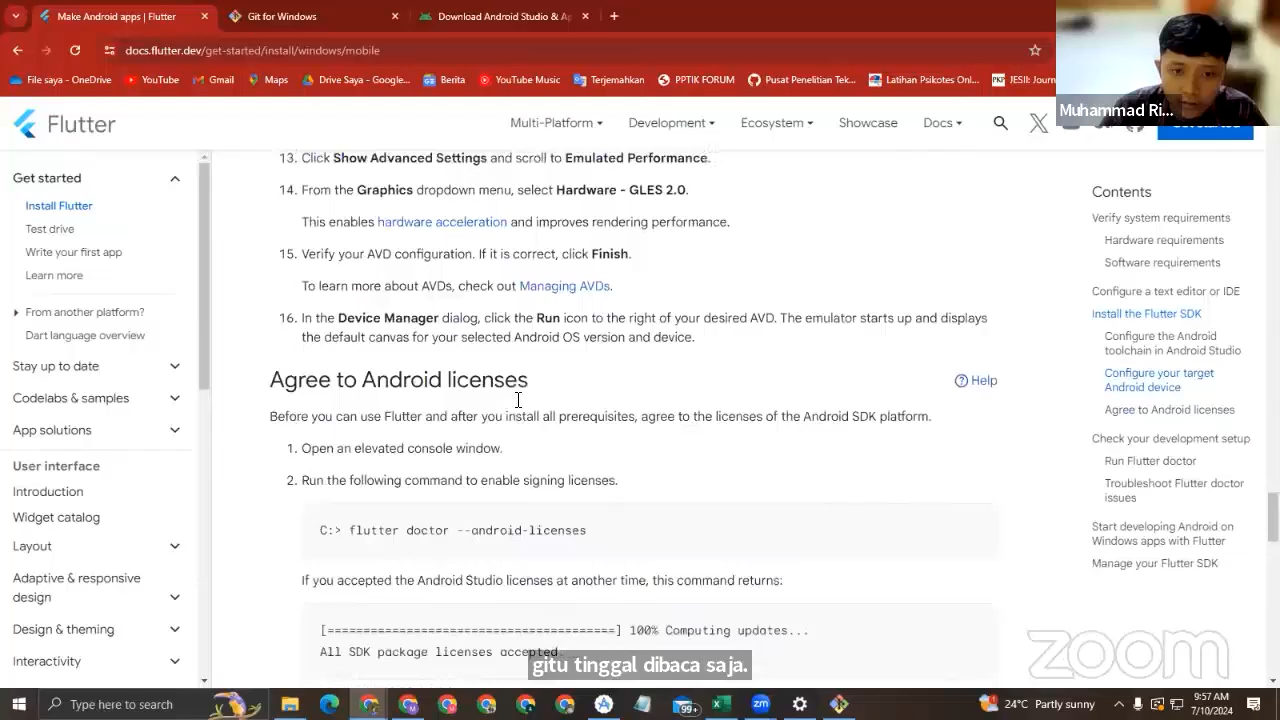 Make Android apps | Flutter
Git for Windows
Download Android Studio & Ap
docs.flutter.dev/get-started/install/windows/mobile
File saya - OneDrive
YouTube
Gmail
Maps
Drive Saya - Google...
Berita
YouTube Music
Terjemahkan
PPTIK FORUM
Pusat Penelitian Tek...
Latihan Psikotes Onl...
JESII: Journ
Muhammad Ri...
Flutter
Multi-Platform
Development
Ecosystem
Showcase
Docs
Get started
Install Flutter
Test drive
Write your first app
Learn more
From another platform?
Dart language overview
Stay up to date
Codelabs & samples
App solutions
User interface
Introduction
Widget catalog
Layout
Adaptive & responsive
design
Design & theming
Interactivity
13. Click Show Advanced Settings and scroll to Emulated Performance.
14. From the Graphics dropdown menu, select Hardware - GLES 2.0.
This enables hardware acceleration and improves rendering performance.
15. Verify your AVD configuration. If it is correct, click Finish.
To learn more about AVDs, check out Managing AVDs.
16. In the Device Manager dialog, click the Run icon to the right of your desired AVD. The emulator starts up and displays
the default canvas for your selected Android OS version and device.
Agree to Android licenses
Help
Before you can use Flutter and after you install all prerequisites, agree to the licenses of the Android SDK platform.
1. Open an elevated console window.
2. Run the following command to enable signing licenses.
C:> flutter doctor --android-licenses
If you accepted the Android Studio licenses at another time, this command returns:
[=======================================] 100% Computing updates...
All SDK package licenses accepted.
gitu tinggal dibaca saja.
Contents
Verify system requirements
Hardware requirements
Software requirements
Configure a text editor or IDE
Install the Flutter SDK
Configure the Android
toolchain in Android Studio
Configure your target
Android device
Agree to Android licenses
Check your development setup
Run Flutter doctor
Troubleshoot Flutter doctor
issues
Start developing Android on
Windows apps with Flutter
Manage your Flutter SDK
zoom
Type here to search
99+
24°C Partly sunny
9:57 AM
7/10/2024